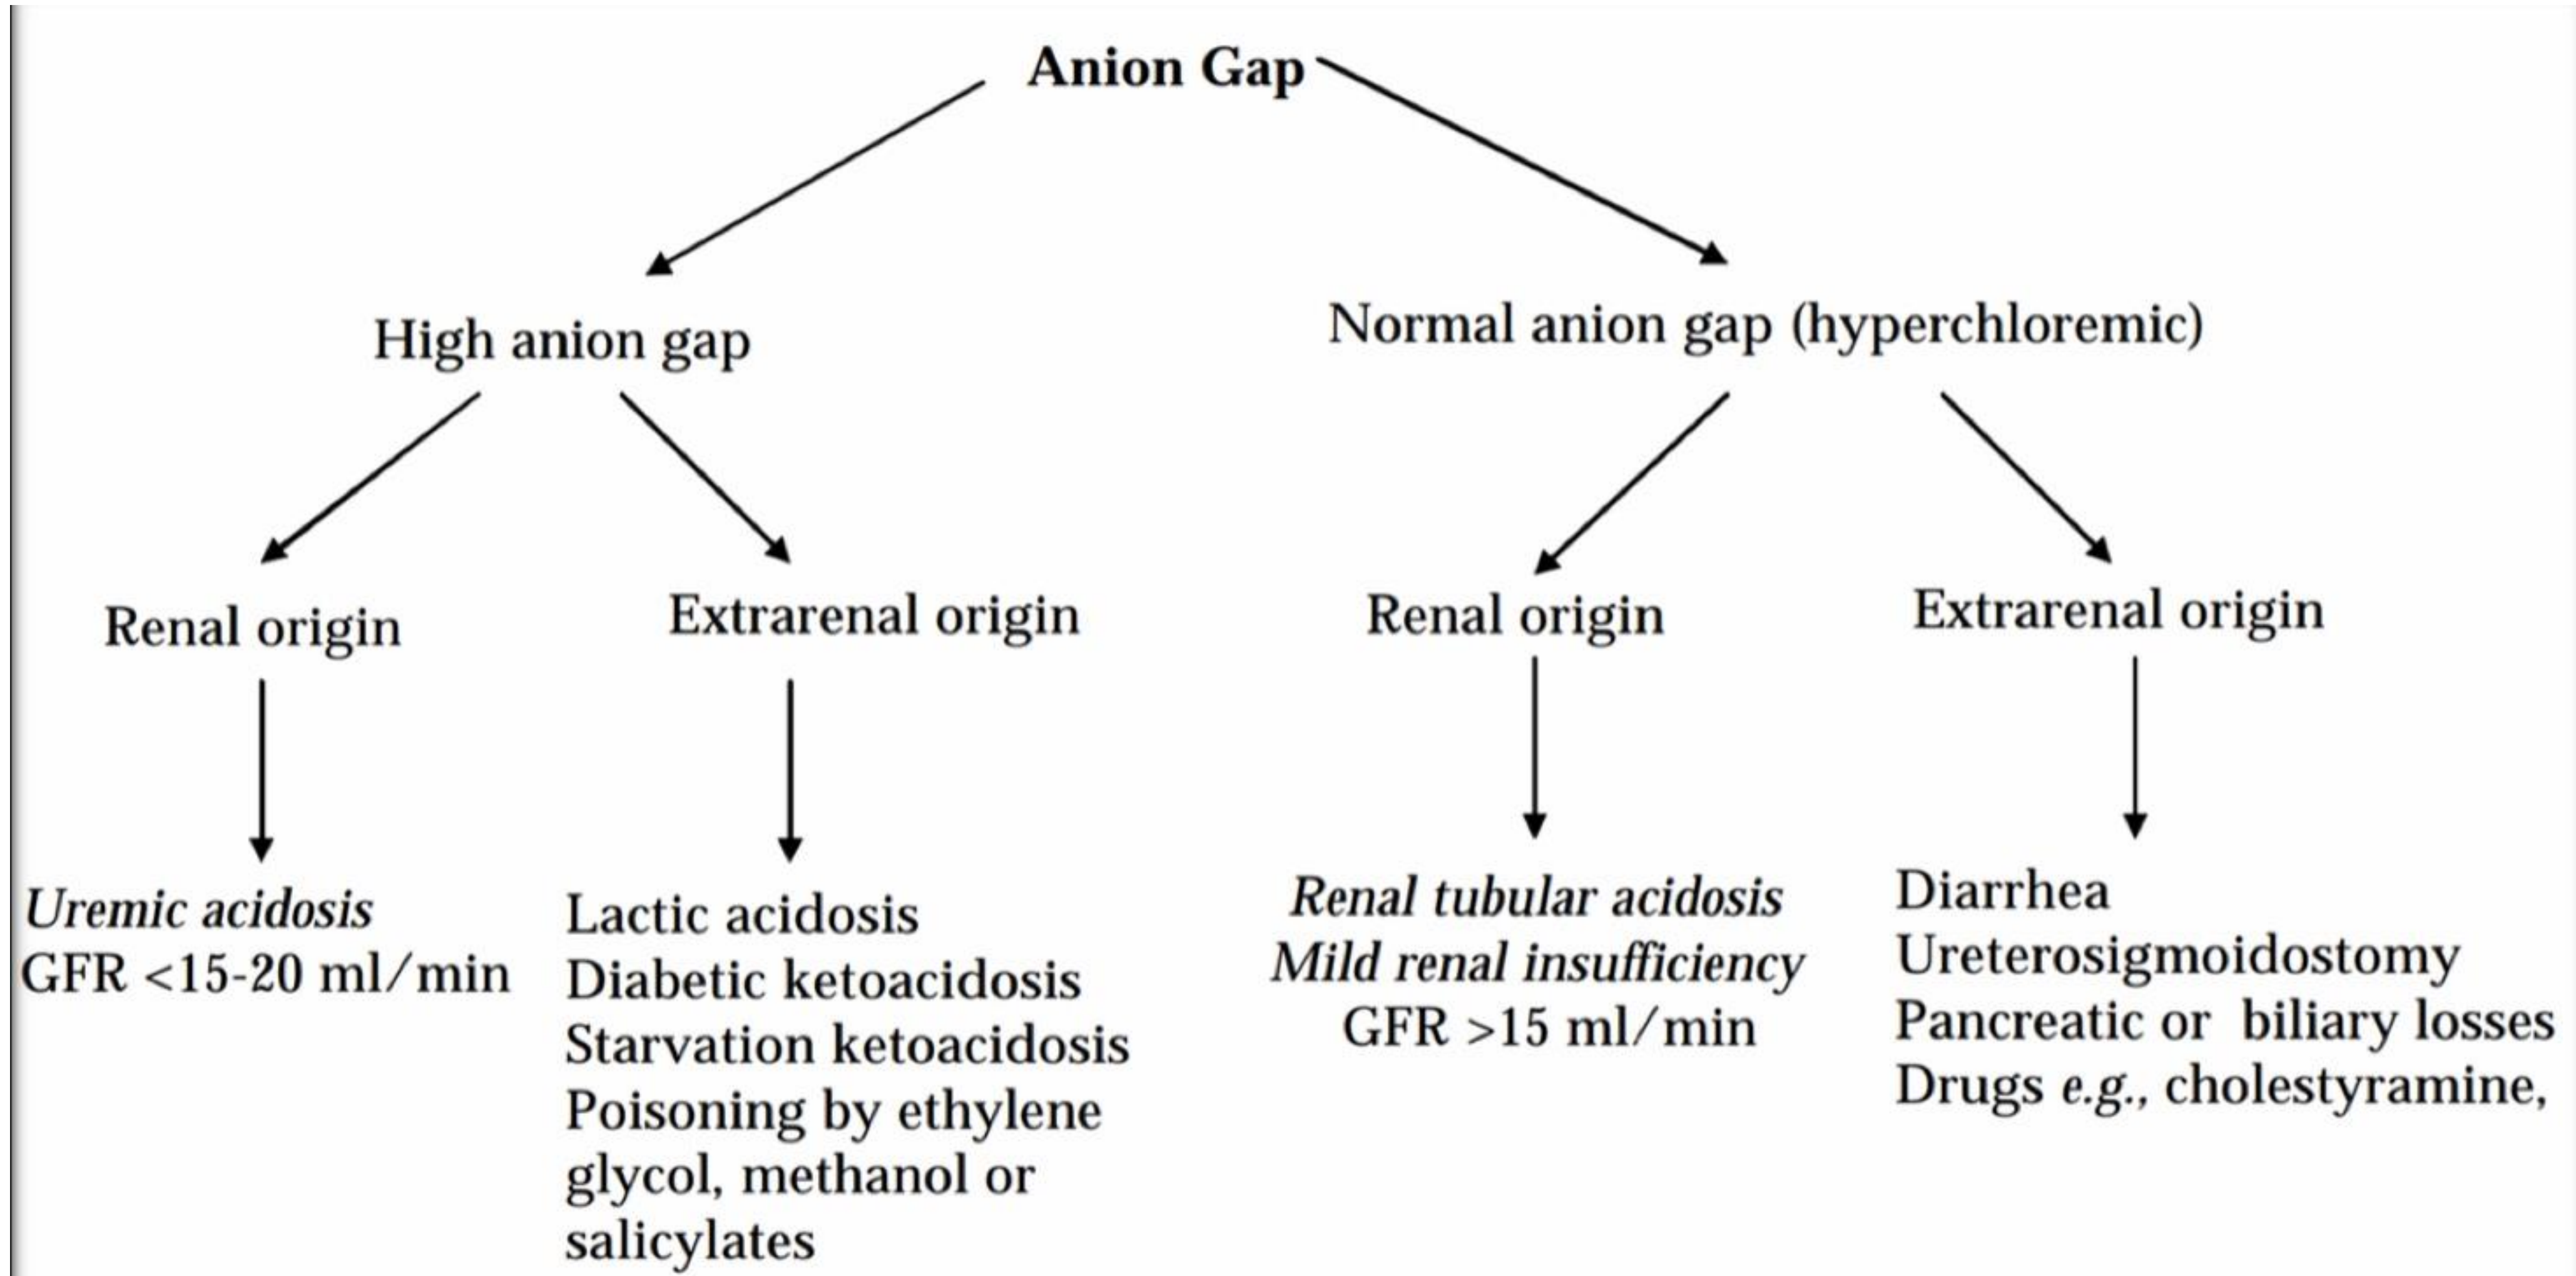 Anion Gap
High anion gap
Normal anion gap (hyperchloremic)
Renal origin
Extrarenal origin
Renal origin
Extrarenal origin
Uremic acidosis
GFR <15-20 ml/min
Lactic acidosis
Diabetic ketoacidosis
Starvation ketoacidosis
Poisoning by ethylene
glycol, methanol or
salicylates
Renal tubular acidosis
Mild renal insufficiency
GFR >15 ml/min
Diarrhea
Ureterosigmoidostomy
Pancreatic or biliary losses
Drugs e.g., cholestyramine,